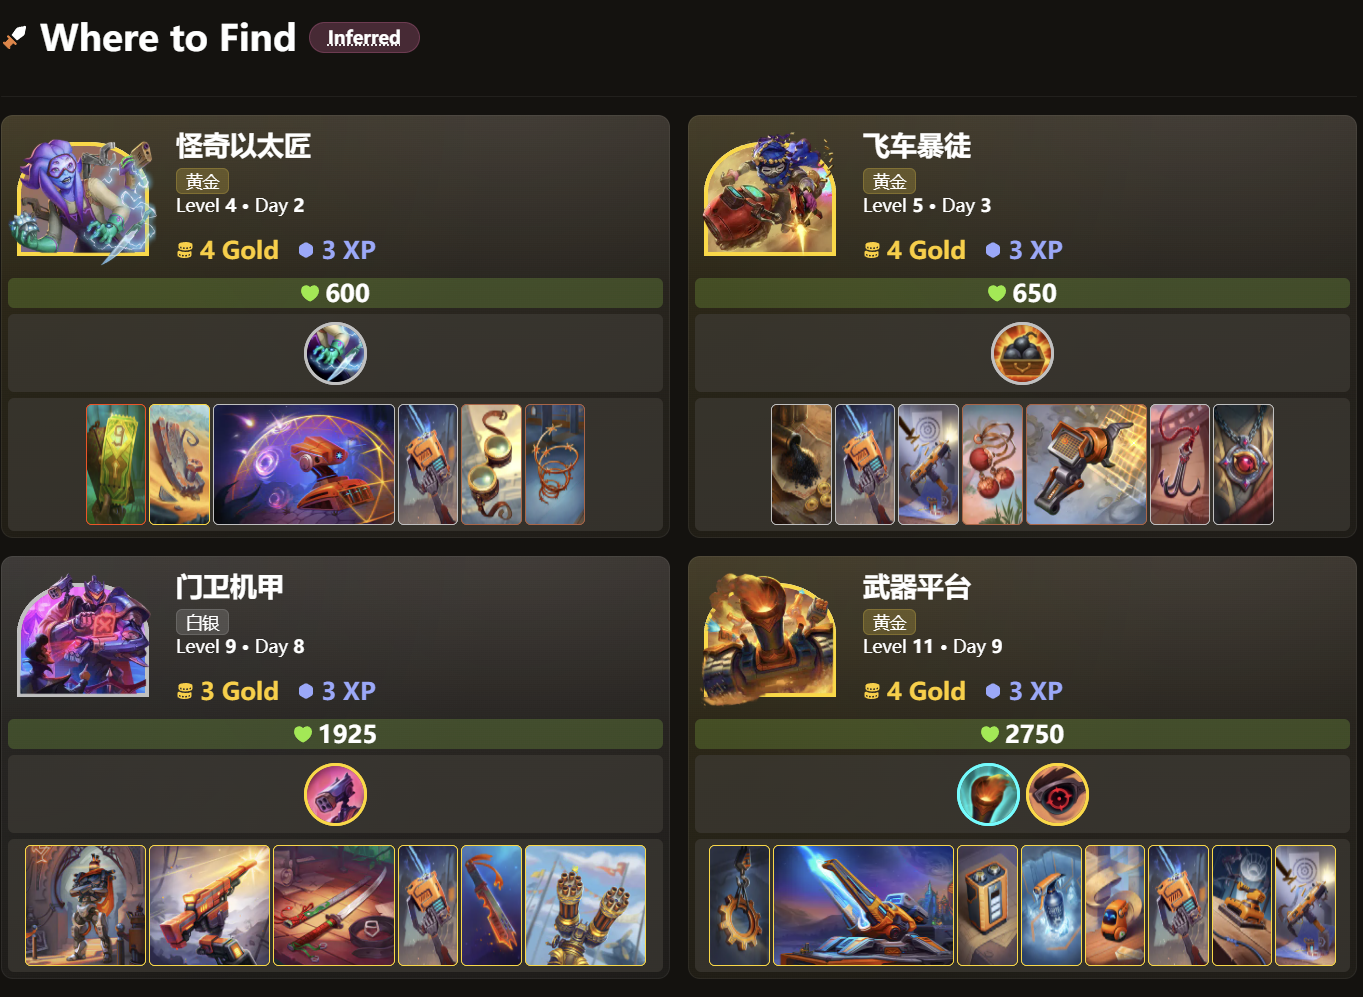 Where to Find
Inferred
怪奇以太匠
黄金
Level 4 • Day 2
4 Gold 3 XP
600
9
飞车暴徒
黄金
Level 5 • Day 3
4 Gold 3 XP
650
门卫机甲
白银
Level 9 • Day 8
3 Gold 3 XP
1925
武器平台
黄金
Level 11 • Day 9
4 Gold 3 XP
2750